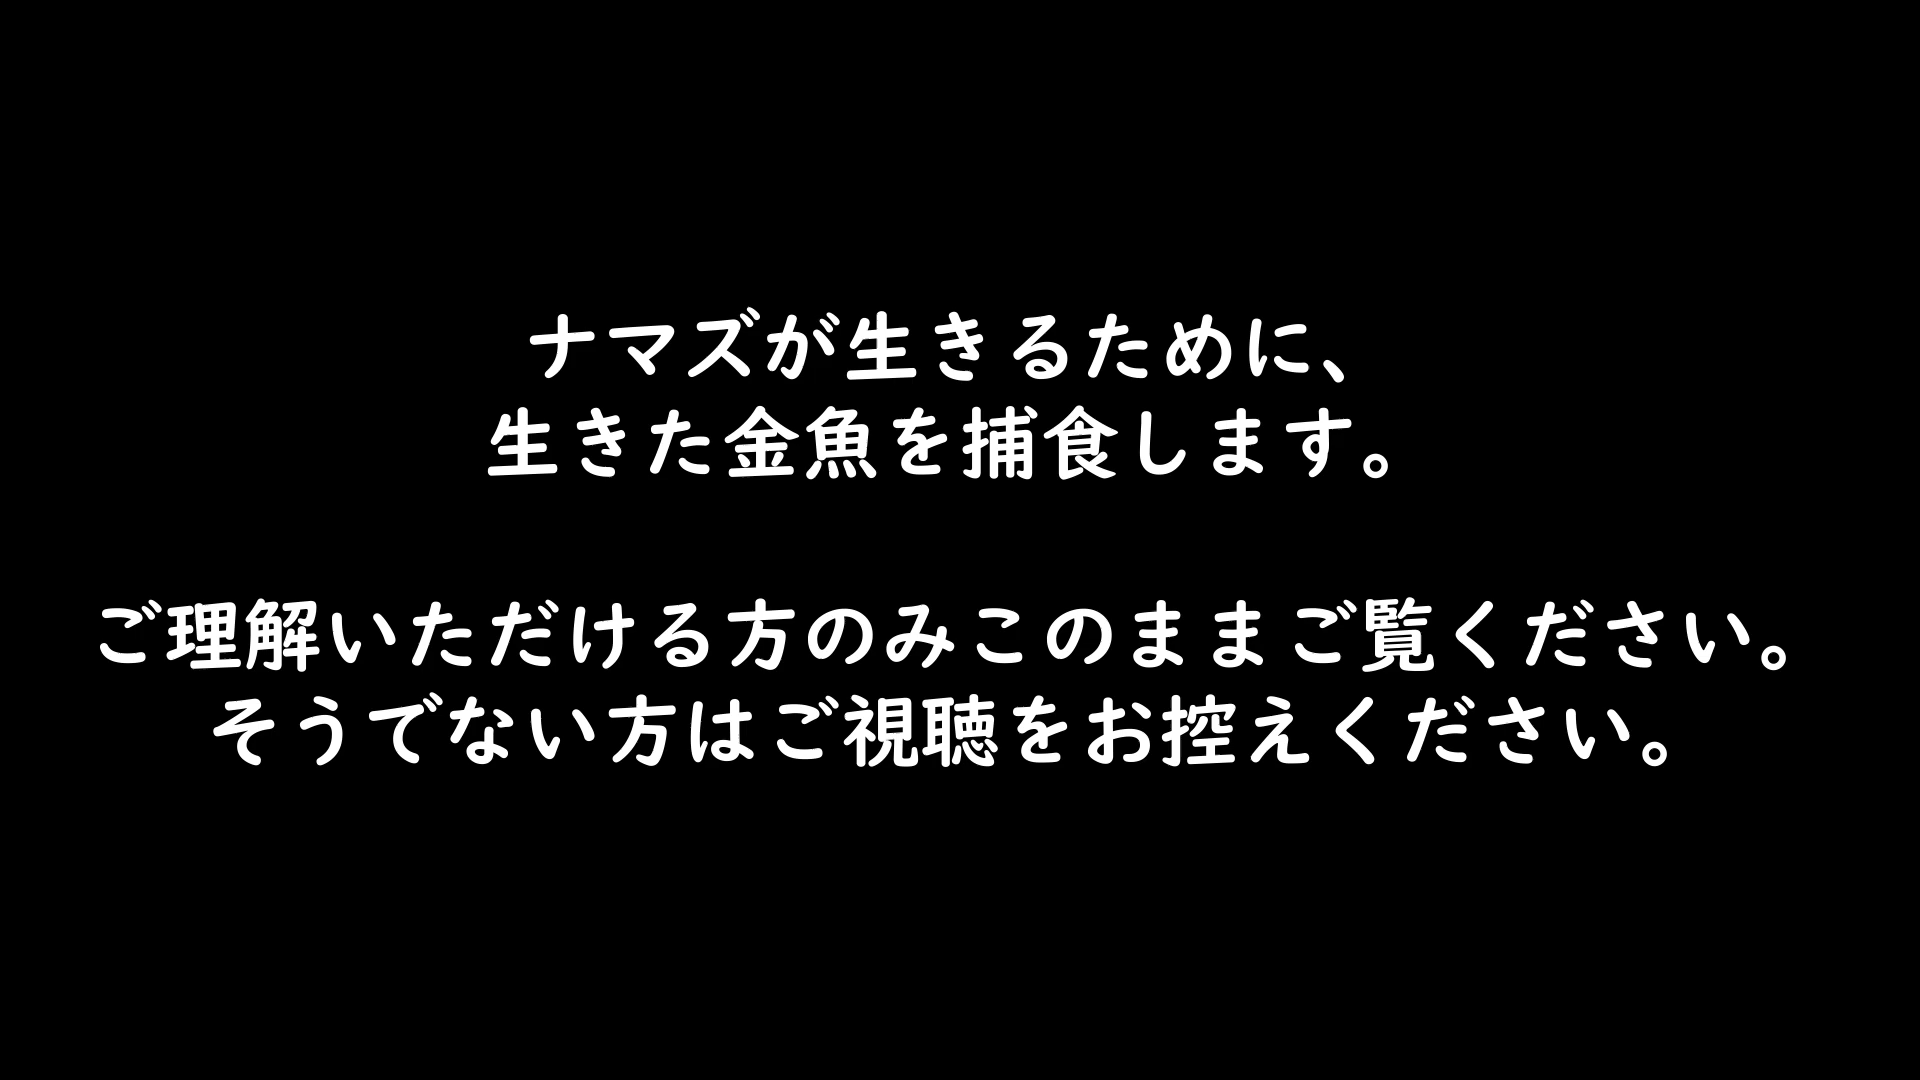 ナマズが生きるために、
生きた金魚を捕食します。
ご理解いただける方のみこのままご覧ください。
そうでない方はご視聴をお控えください。